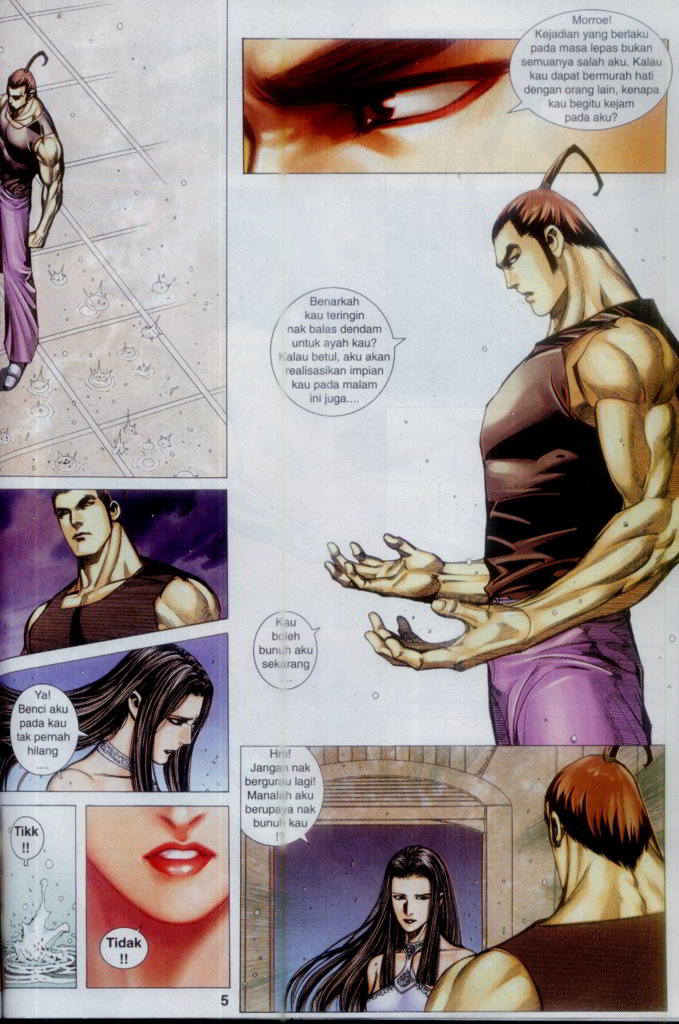 Morroe!
Kejadian yang berlaku
pada masa lepas bukan
semuanya salah aku. Kalau
kau dapat bermurah hati
dengan orang lain, kenapa
kau begitu kejam
pada aku?
Benarkah
kau teringin
nak balas dendam
untuk ayah kau?
Kalau betul, aku akan
realisasikan impian
kau pada malam
ini juga....
Kau
boleh
bunuh aku
sekarang
....
Ya!
Benci aku
pada kau
tak pernah
hilang
....
Hm!
Jangan nak
bergurau lagi!
Manalah aku
berupaya nak
bunuh kau
!?
Tikk
!!
Tidak
!!
5